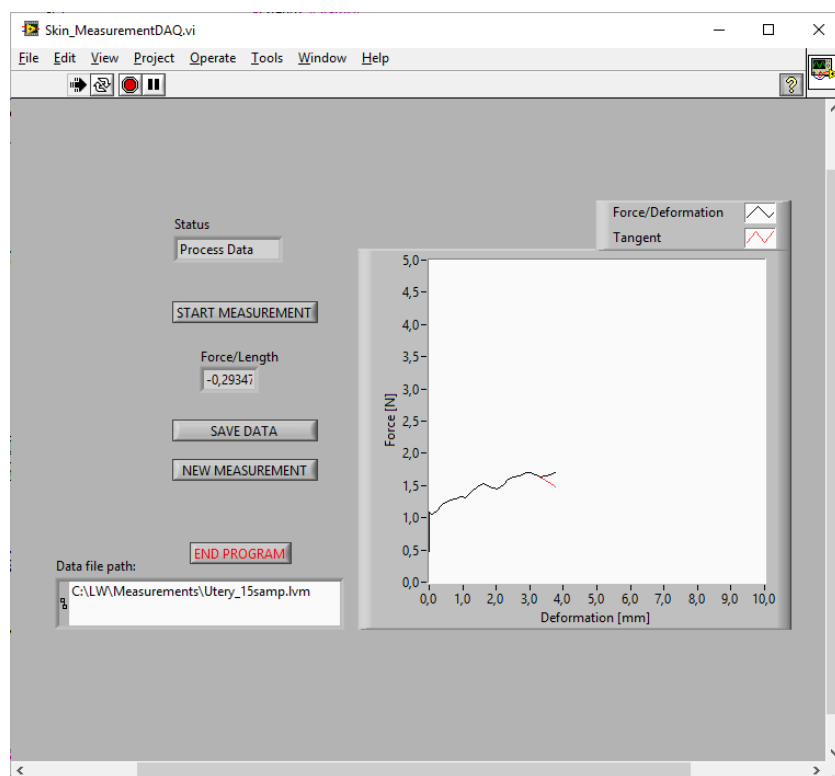 Skin_MeasurementDAQ.vi
File Edit View Project Operate Tools Window Help
?
Status
Process Data
START MEASUREMENT
Force/Length
-0,29347
SAVE DATA
NEW MEASUREMENT
END PROGRAM
Data file path:
C:\LW\Measurements\Utery_15samp.lvm
Force/Deformation
Tangent
5,0
4,5
4,0
3,5
3,0
2,5
2,0
1,5
1,0
0,5
0,0
Force [N]
0,0 1,0 2,0 3,0 4,0 5,0 6,0 7,0 8,0 9,0 10,0
Deformation [mm]